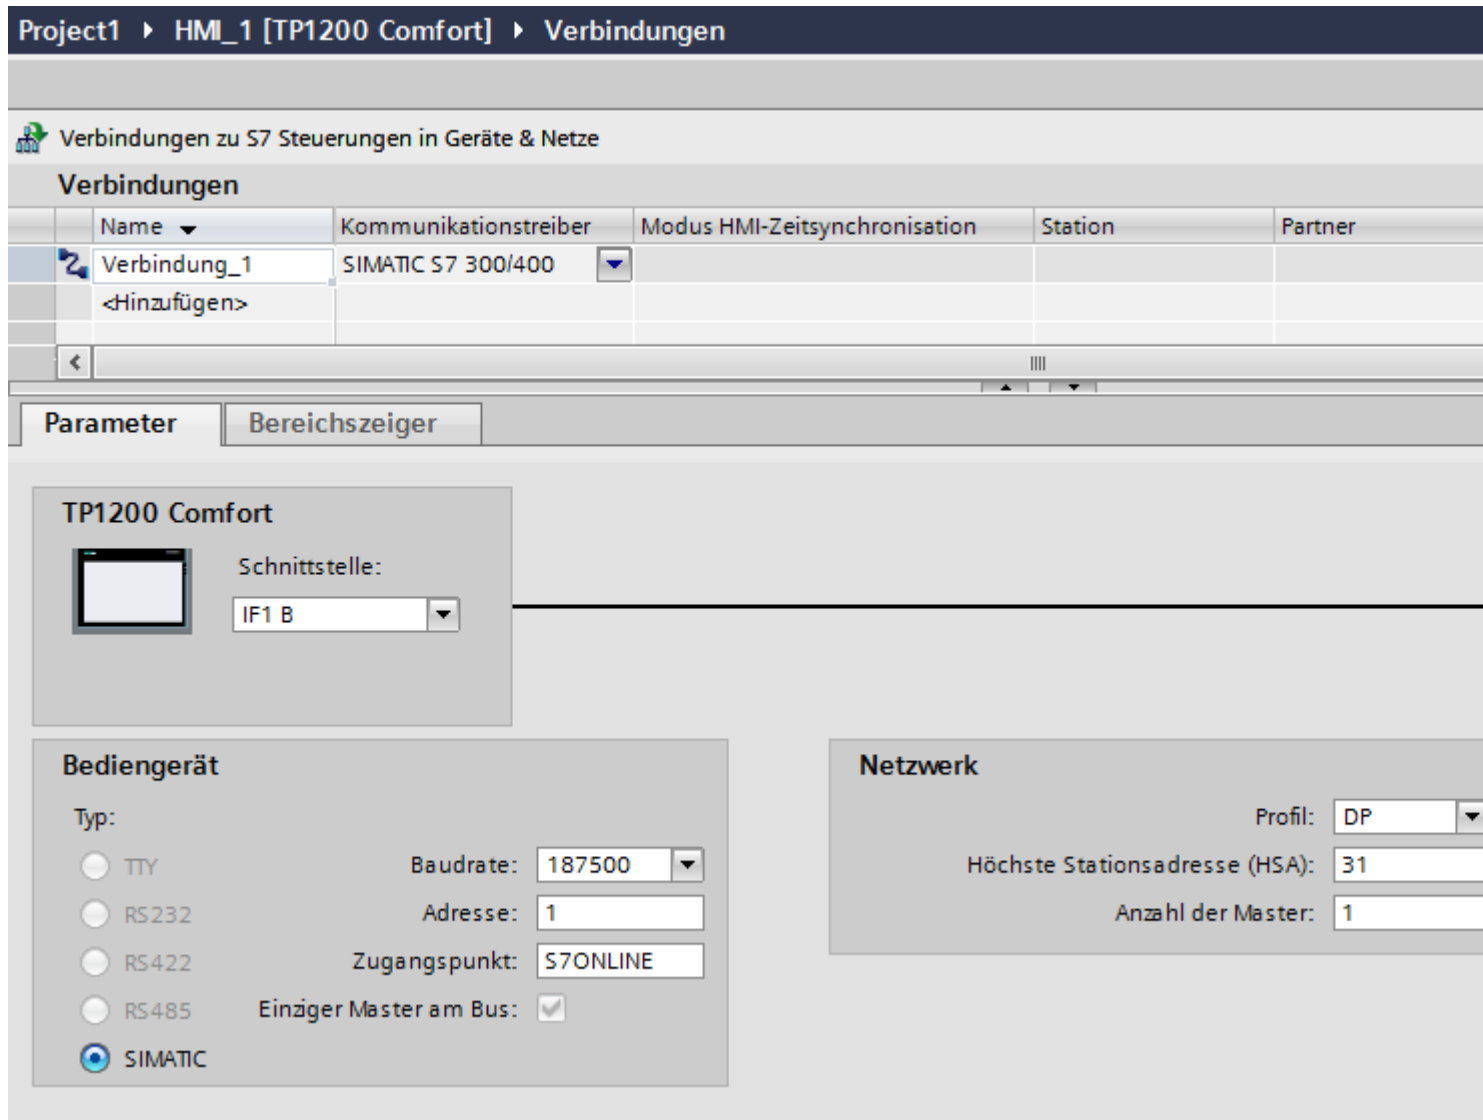 Project1 ▸ HMI_1 [TP1200 Comfort] ▸ Verbindungen
Verbindungen zu S7 Steuerungen in Geräte & Netze
Verbindungen
Name Kommunikationstreiber Modus HMI-Zeitsynchronisation Station Partner
Verbindung_1 SIMATIC S7 300/400
<Hinzufügen>
Parameter Bereichszeiger
TP1200 Comfort
Schnittstelle:
IF1 B
Bediengerät
Typ:
TTY
RS232
RS422
RS485
SIMATIC
Baudrate: 187500
Adresse: 1
Zugangspunkt: S7ONLINE
Einziger Master am Bus:
Netzwerk
Profil: DP
Höchste Stationsadresse (HSA): 31
Anzahl der Master: 1